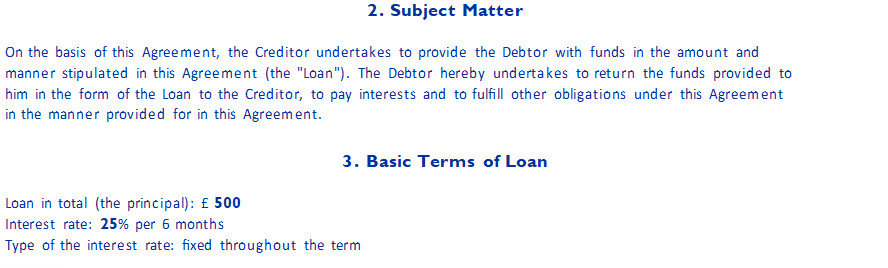 2. Subject Matter
On the basis of this Agreement, the Creditor undertakes to provide the Debtor with funds in the amount and
manner stipulated in this Agreement (the "Loan"). The Debtor hereby undertakes to return the funds provided to
him in the form of the Loan to the Creditor, to pay interests and to fulfill other obligations under this Agreement
in the manner provided for in this Agreement.
3. Basic Terms of Loan
Loan in total (the principal): £ 500
Interest rate: 25% per 6 months
Type of the interest rate: fixed throughout the term